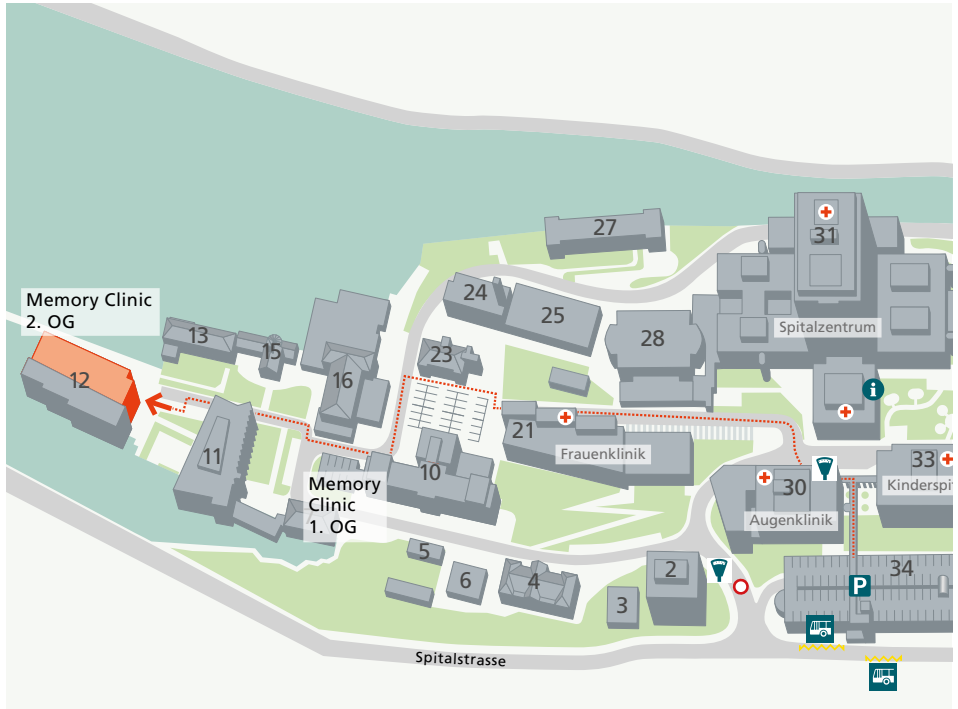 27
31
Spitalzentrum
Memory Clinic
2. OG
24
25
28
13
15
23
12
16
i
21
Frauenklinik
11
10
33
Kinderspi
30
Augenklinik
Memory
Clinic
1. OG
5
6
4
2
3
34
P
Spitalstrasse